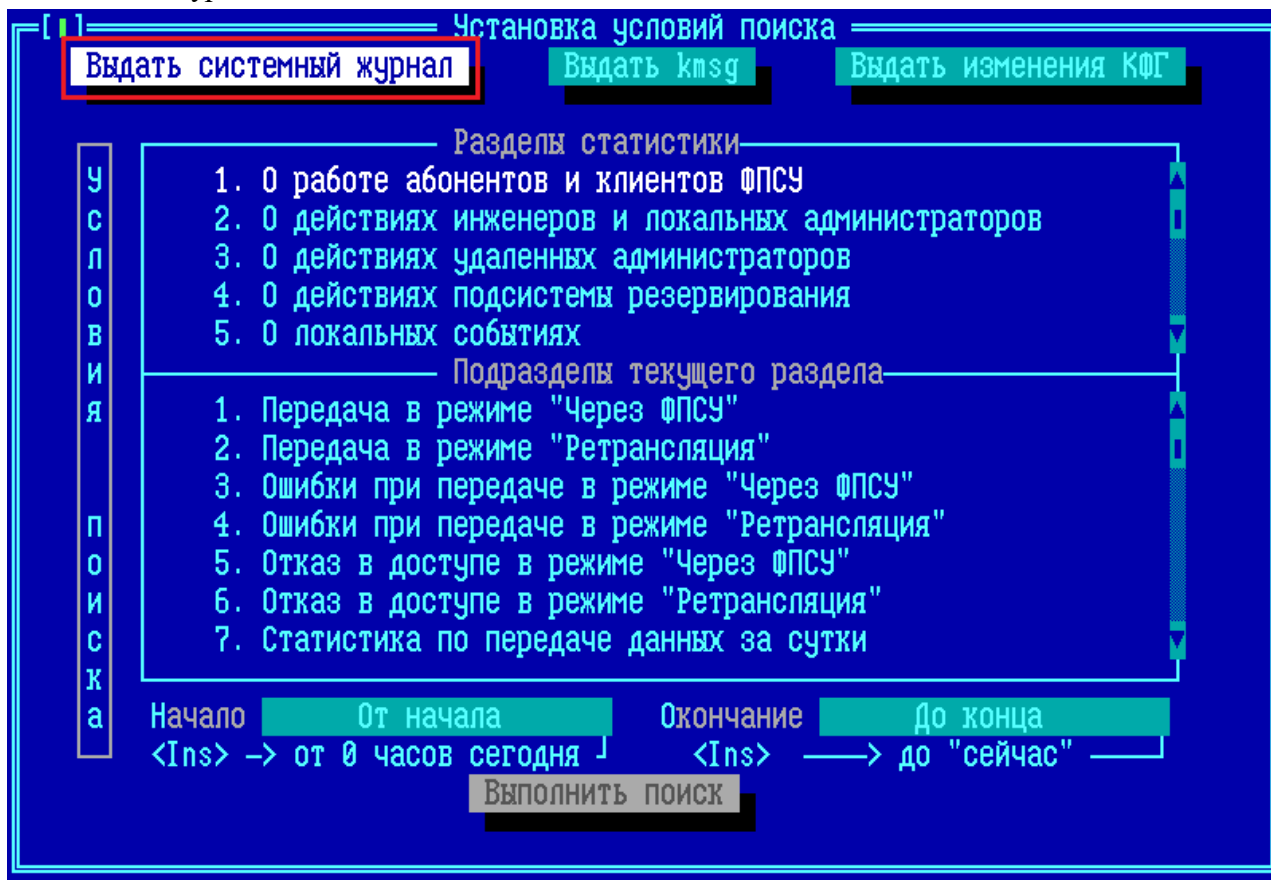 [ ] Установка условий поиска
Выдать системный журнал Выдать kmsg Выдать изменения КФГ
Условия поиска
Разделы статистики
1. О работе абонентов и клиентов ФПСУ
2. О действиях инженеров и локальных администраторов
3. О действиях удаленных администраторов
4. О действиях подсистемы резервирования
5. О локальных событиях
Подразделы текущего раздела
1. Передача в режиме "Через ФПСУ"
2. Передача в режиме "Ретрансляция"
3. Ошибки при передаче в режиме "Через ФПСУ"
4. Ошибки при передаче в режиме "Ретрансляция"
5. Отказ в доступе в режиме "Через ФПСУ"
6. Отказ в доступе в режиме "Ретрансляция"
7. Статистика по передаче данных за сутки
Начало От начала Окончание До конца
<Ins> —> от 0 часов сегодня <Ins> ——> до "сейчас"
Выполнить поиск